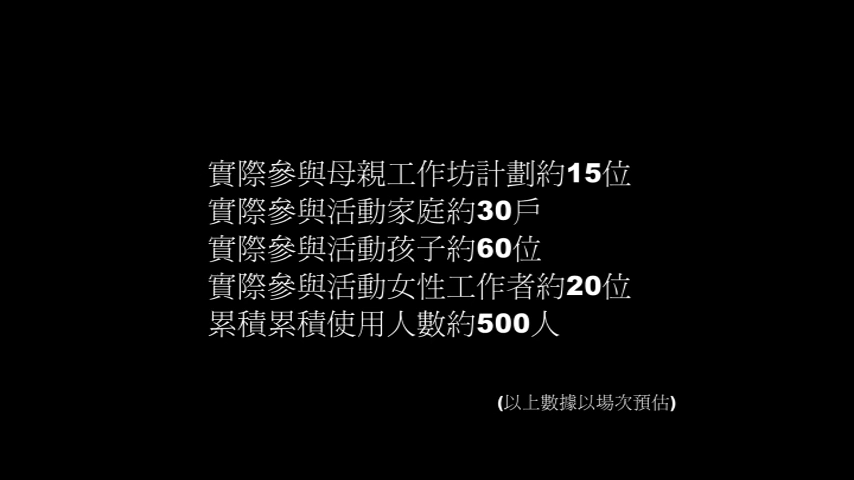 實際參與母親工作坊計劃約15位
實際參與活動家庭約30戶
實際參與活動孩子約60位
實際參與活動女性工作者約20位
累積累積使用人數約500人
(以上數據以場次預估)